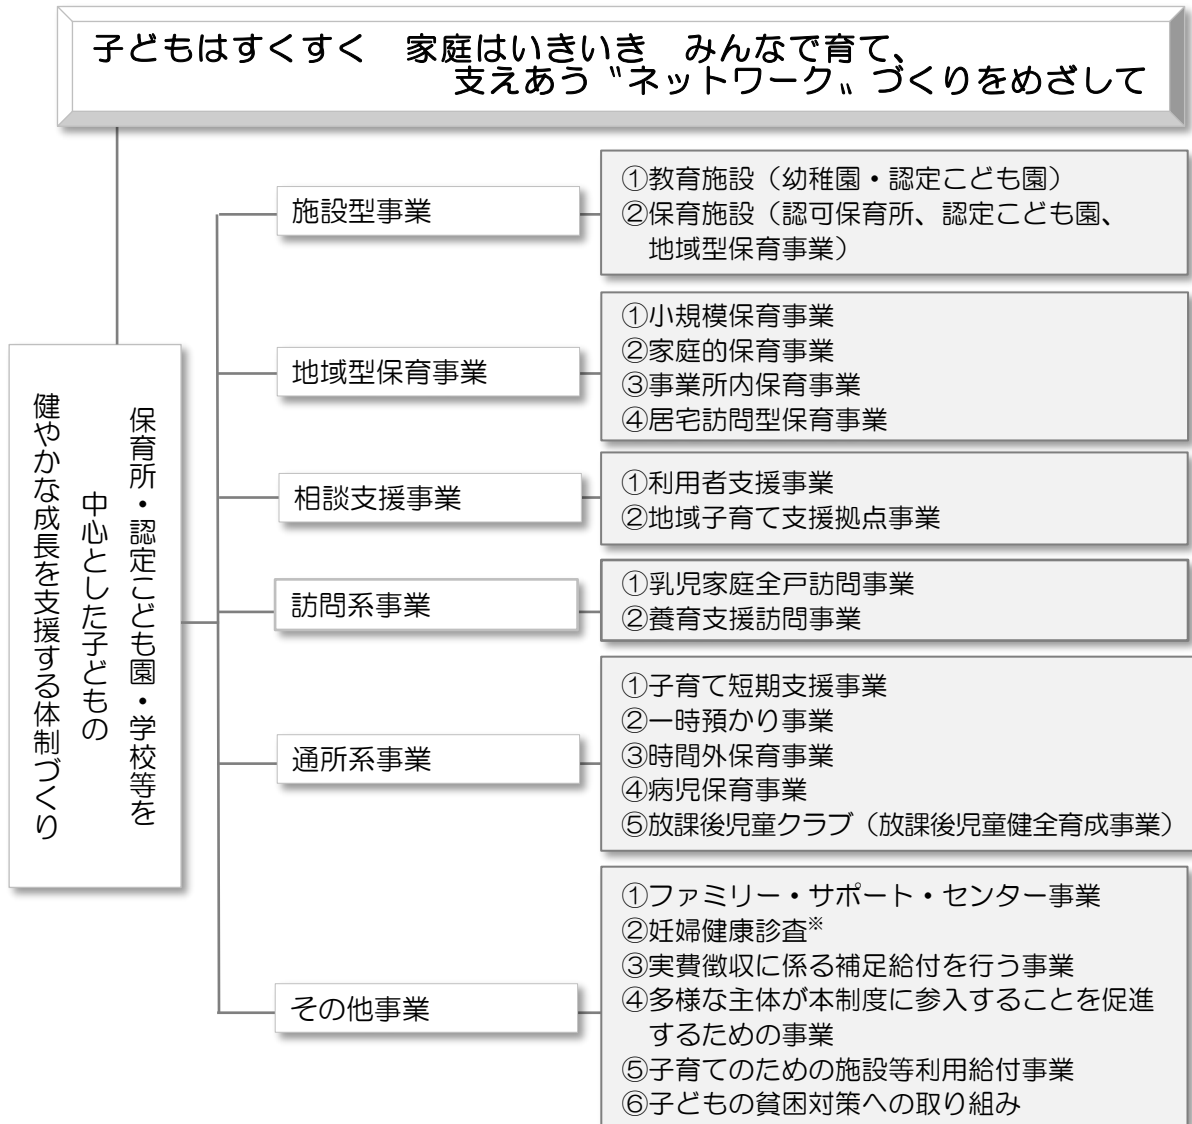 子どもはすくすく　家庭はいきいき　みんなで育て、
支えあう〝ネットワーク〟づくりをめざして
保育所・認定こども園・学校等を
中心とした子どもの
健やかな成長を支援する体制づくり
施設型事業
①教育施設（幼稚園・認定こども園）
②保育施設（認可保育所、認定こども園、
地域型保育事業）
地域型保育事業
①小規模保育事業
②家庭的保育事業
③事業所内保育事業
④居宅訪問型保育事業
相談支援事業
①利用者支援事業
②地域子育て支援拠点事業
訪問系事業
①乳児家庭全戸訪問事業
②養育支援訪問事業
通所系事業
①子育て短期支援事業
②一時預かり事業
③時間外保育事業
④病児保育事業
⑤放課後児童クラブ（放課後児童健全育成事業）
その他事業
①ファミリー・サポート・センター事業
②妊婦健康診査※
③実費徴収に係る補足給付を行う事業
④多様な主体が本制度に参入することを促進
するための事業
⑤子育てのための施設等利用給付事業
⑥子どもの貧困対策への取り組み